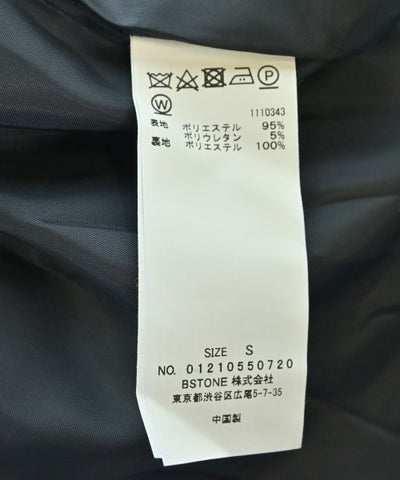 P
W
1110343
表地 ポリエステル 95%
ポリウレタン 5%
裏地 ポリエステル 100%
SIZE S
NO. 01210550720
BSTONE 株式会社
東京都渋谷区広尾5-7-35
中国製